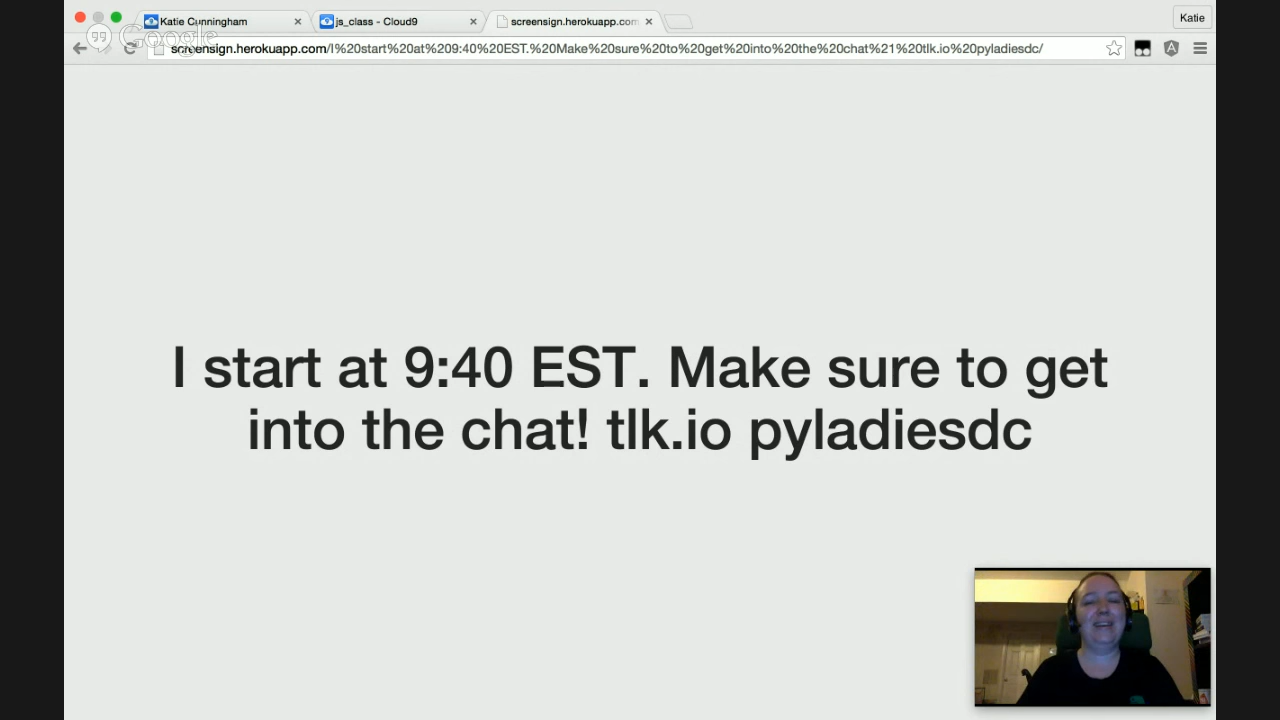 Katie Cunningham
js_class - Cloud9
screensign.herokuapp.com
Katie
Google
screensign.herokuapp.com/I%20start%20at%209:40%20EST.%20Make%20sure%20to%20get%20into%20the%20chat%21%20tlk.io%20pyladiesdc/
I start at 9:40 EST. Make sure to get
into the chat! tlk.io pyladiesdc